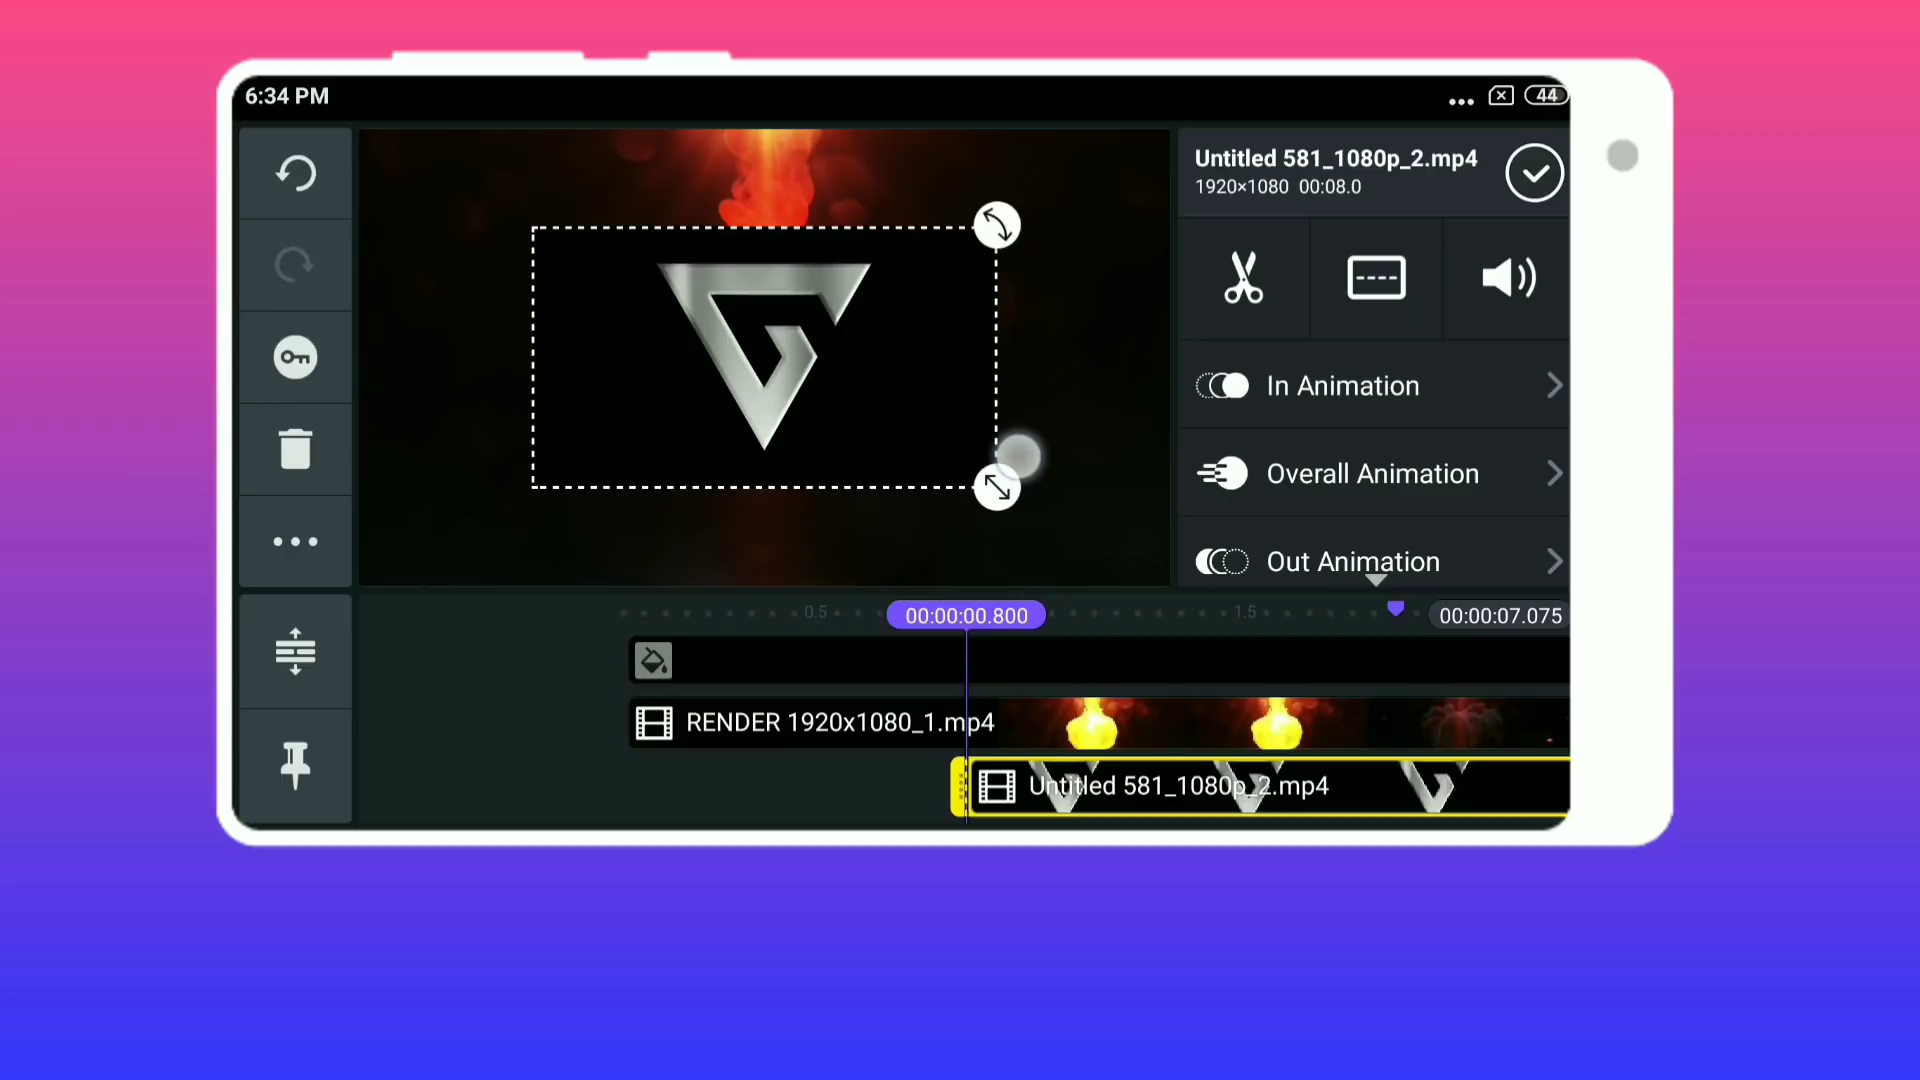 6:34 PM
44
Untitled 581_1080p_2.mp4
1920×1080 00:08.0
In Animation
Overall Animation
Out Animation
0.5
00:00:00.800
1.5
00:00:07.075
RENDER 1920x1080_1.mp4
Untitled 581_1080p_2.mp4